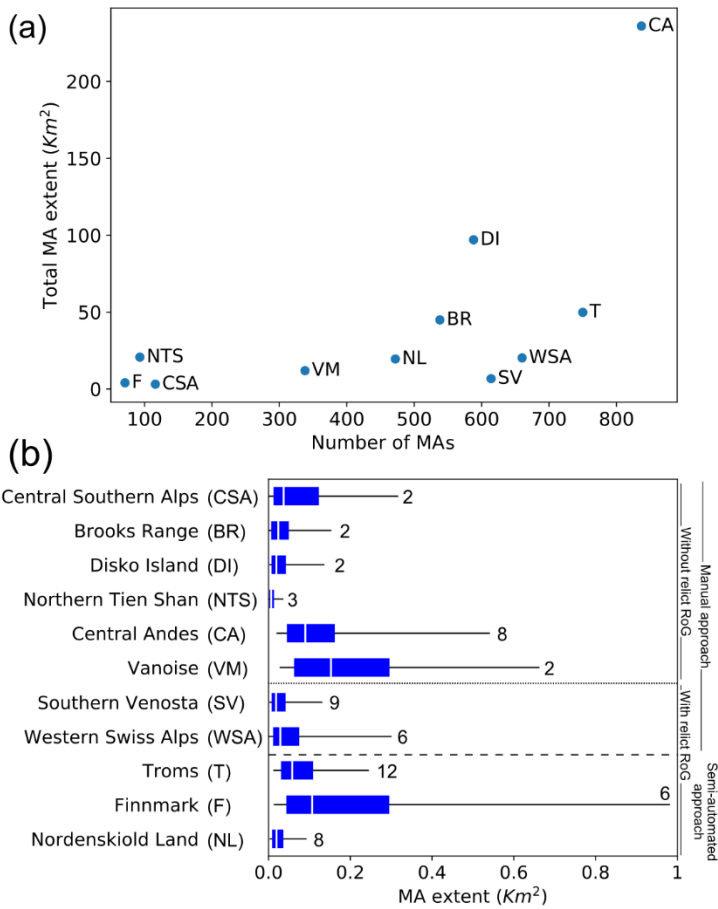 (a)
Total MA extent (Km²)
200
150
100
50
0
CA
DI
BR
T
NTS
F
CSA
VM
NL
WSA
SV
100 200 300 400 500 600 700 800
Number of MAs
(b)
Central Southern Alps (CSA) 2
Brooks Range (BR) 2
Disko Island (DI) 2
Northern Tien Shan (NTS) 3
Central Andes (CA) 8
Vanoise (VM) 2
Southern Venosta (SV) 9
Western Swiss Alps (WSA) 6
Troms (T) 12
Finnmark (F) 6
Nordenskiold Land (NL) 8
Without relict RoG
With relict RoG
Manual approach
Semi-automated
approach
0.0 0.2 0.4 0.6 0.8 1
MA extent (Km²)